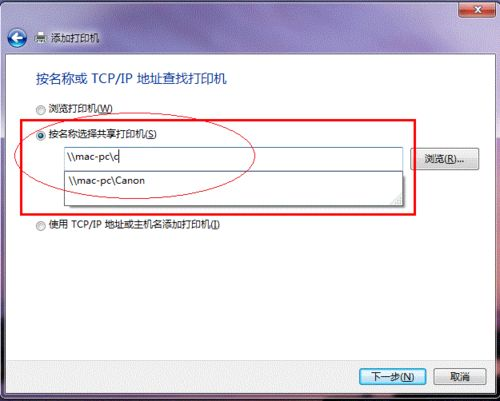 添加打印机
按名称或 TCP/IP 地址查找打印机
浏览打印机(W)
按名称选择共享打印机(S)
\\mac-pc\c
浏览(R)...
\\mac-pc\Canon
使用 TCP/IP 地址或主机名添加打印机(I)
下一步(N)
取消